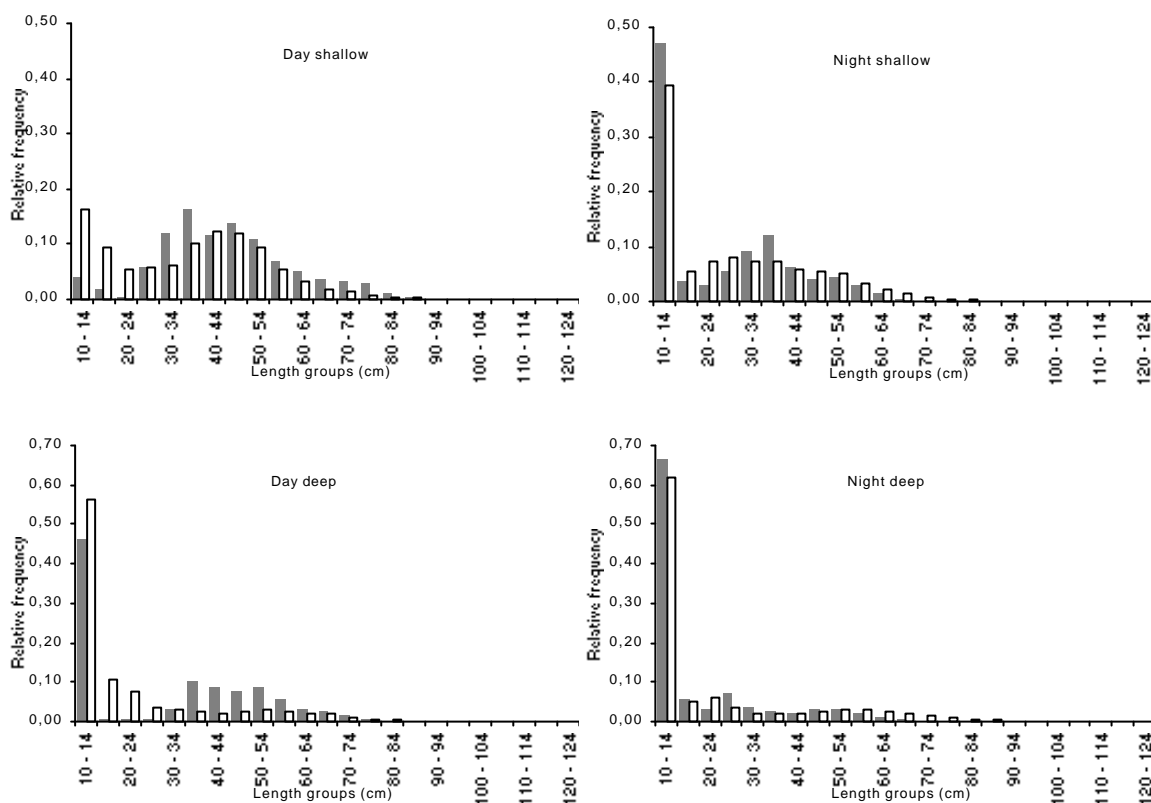 Day shallow
0,50
0,40
0,30
0,20
0,10
0,00
Relative frequency
10 - 14
20 - 24
30 - 34
40 - 44
50 - 54
60 - 64
70 - 74
80 - 84
90 - 94
100 - 104
110 - 114
120 - 124
Length groups (cm)
Night shallow
0,50
0,40
0,30
0,20
0,10
0,00
Relative frequency
10 - 14
20 - 24
30 - 34
40 - 44
50 - 54
60 - 64
70 - 74
80 - 84
90 - 94
100 - 104
110 - 114
120 - 124
Length groups (cm)
Day deep
0,70
0,60
0,50
0,40
0,30
0,20
0,10
0,00
Relative frequency
10 - 14
20 - 24
30 - 34
40 - 44
50 - 54
60 - 64
70 - 74
80 - 84
90 - 94
100 - 104
110 - 114
120 - 124
Length groups (cm)
Night deep
0,70
0,60
0,50
0,40
0,30
0,20
0,10
0,00
Relative frequency
10 - 14
20 - 24
30 - 34
40 - 44
50 - 54
60 - 64
70 - 74
80 - 84
90 - 94
100 - 104
110 - 114
120 - 124
Length groups (cm)